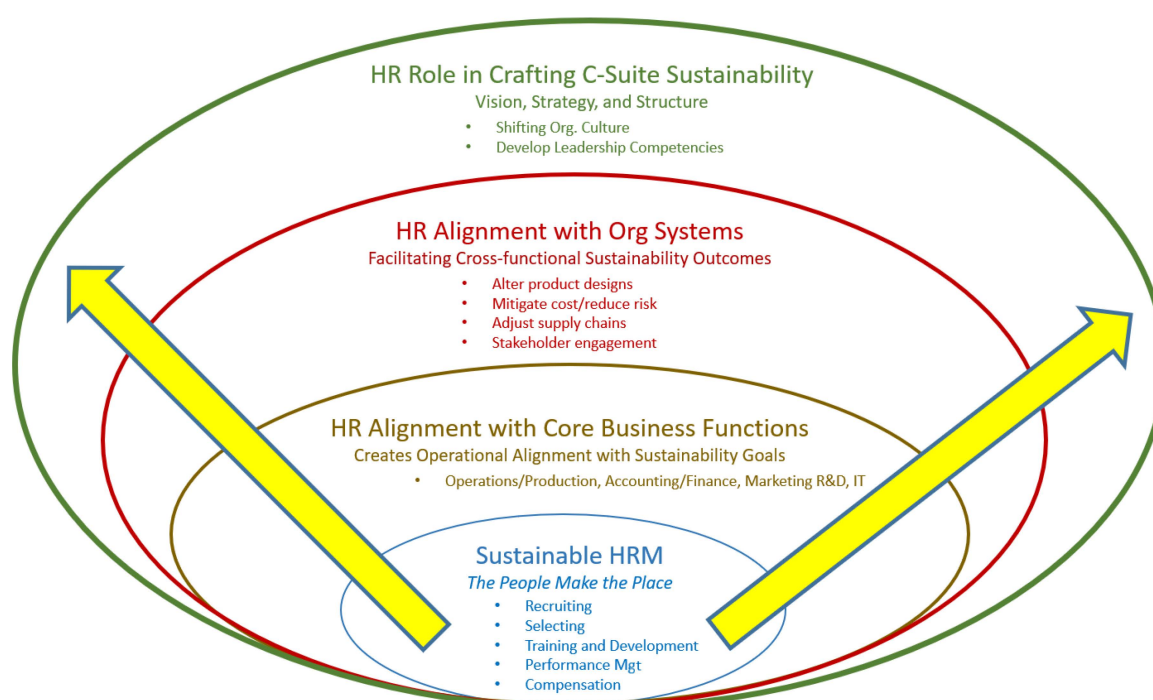 HR Role in Crafting C-Suite Sustainability
Vision, Strategy, and Structure
• Shifting Org. Culture
• Develop Leadership Competencies
HR Alignment with Org Systems
Facilitating Cross-functional Sustainability Outcomes
• Alter product designs
• Mitigate cost/reduce risk
• Adjust supply chains
• Stakeholder engagement
HR Alignment with Core Business Functions
Creates Operational Alignment with Sustainability Goals
• Operations/Production, Accounting/Finance, Marketing R&D, IT
Sustainable HRM
The People Make the Place
• Recruiting
• Selecting
• Training and Development
• Performance Mgt
• Compensation